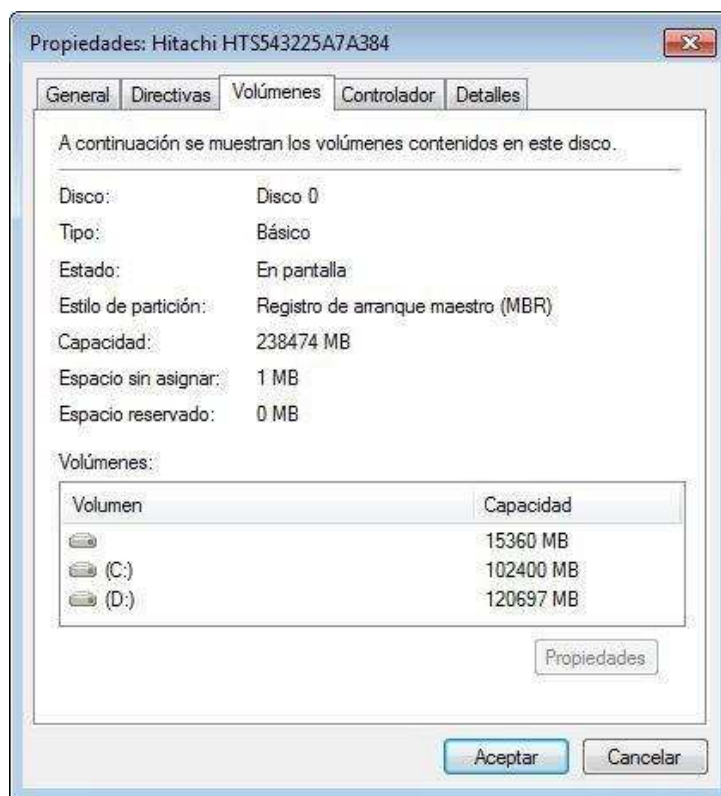 Propiedades: Hitachi HTS543225A7A384
General Directivas Volúmenes Controlador Detalles
A continuación se muestran los volúmenes contenidos en este disco.
Disco: Disco 0
Tipo: Básico
Estado: En pantalla
Estilo de partición: Registro de arranque maestro (MBR)
Capacidad: 238474 MB
Espacio sin asignar: 1 MB
Espacio reservado: 0 MB
Volúmenes:
Volumen Capacidad
15360 MB
(C:) 102400 MB
(D:) 120697 MB
Propiedades
Aceptar Cancelar